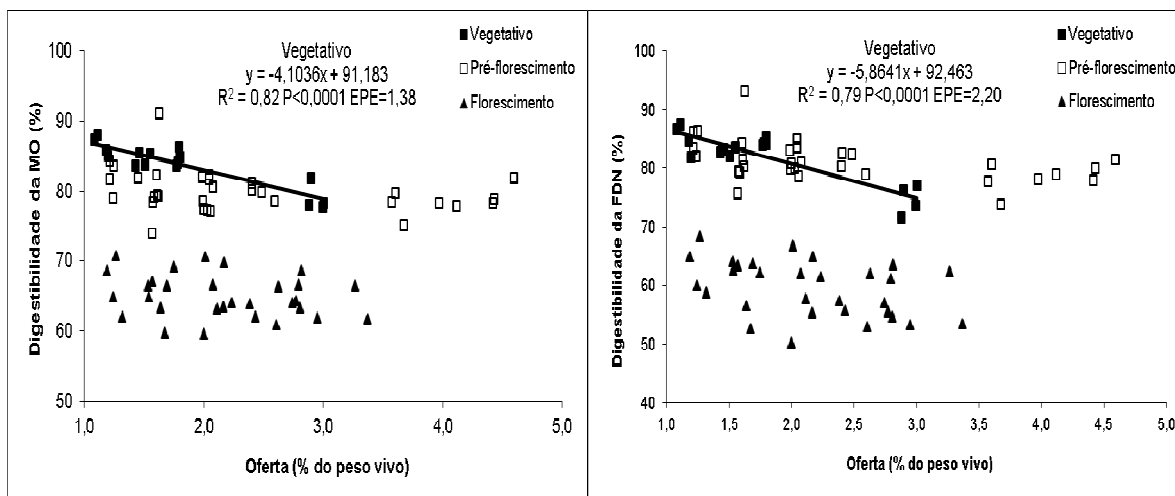 Vegetativo
Pré-florescimento
Florescimento
Vegetativo
y = -4,1036x + 91,183
R² = 0,82 P<0,0001 EPE=1,38
100
90
80
70
60
50
Digestibilidade da MO (%)
1,0 2,0 3,0 4,0 5,0
Oferta (% do peso vivo)
Vegetativo
Pré-florescimento
Florescimento
Vegetativo
y = -5,8641x + 92,463
R² = 0,79 P<0,0001 EPE=2,20
100
90
80
70
60
50
40
Digestibilidade da FDN (%)
1,0 1,5 2,0 2,5 3,0 3,5 4,0 4,5 5,0
Oferta (% do peso vivo)